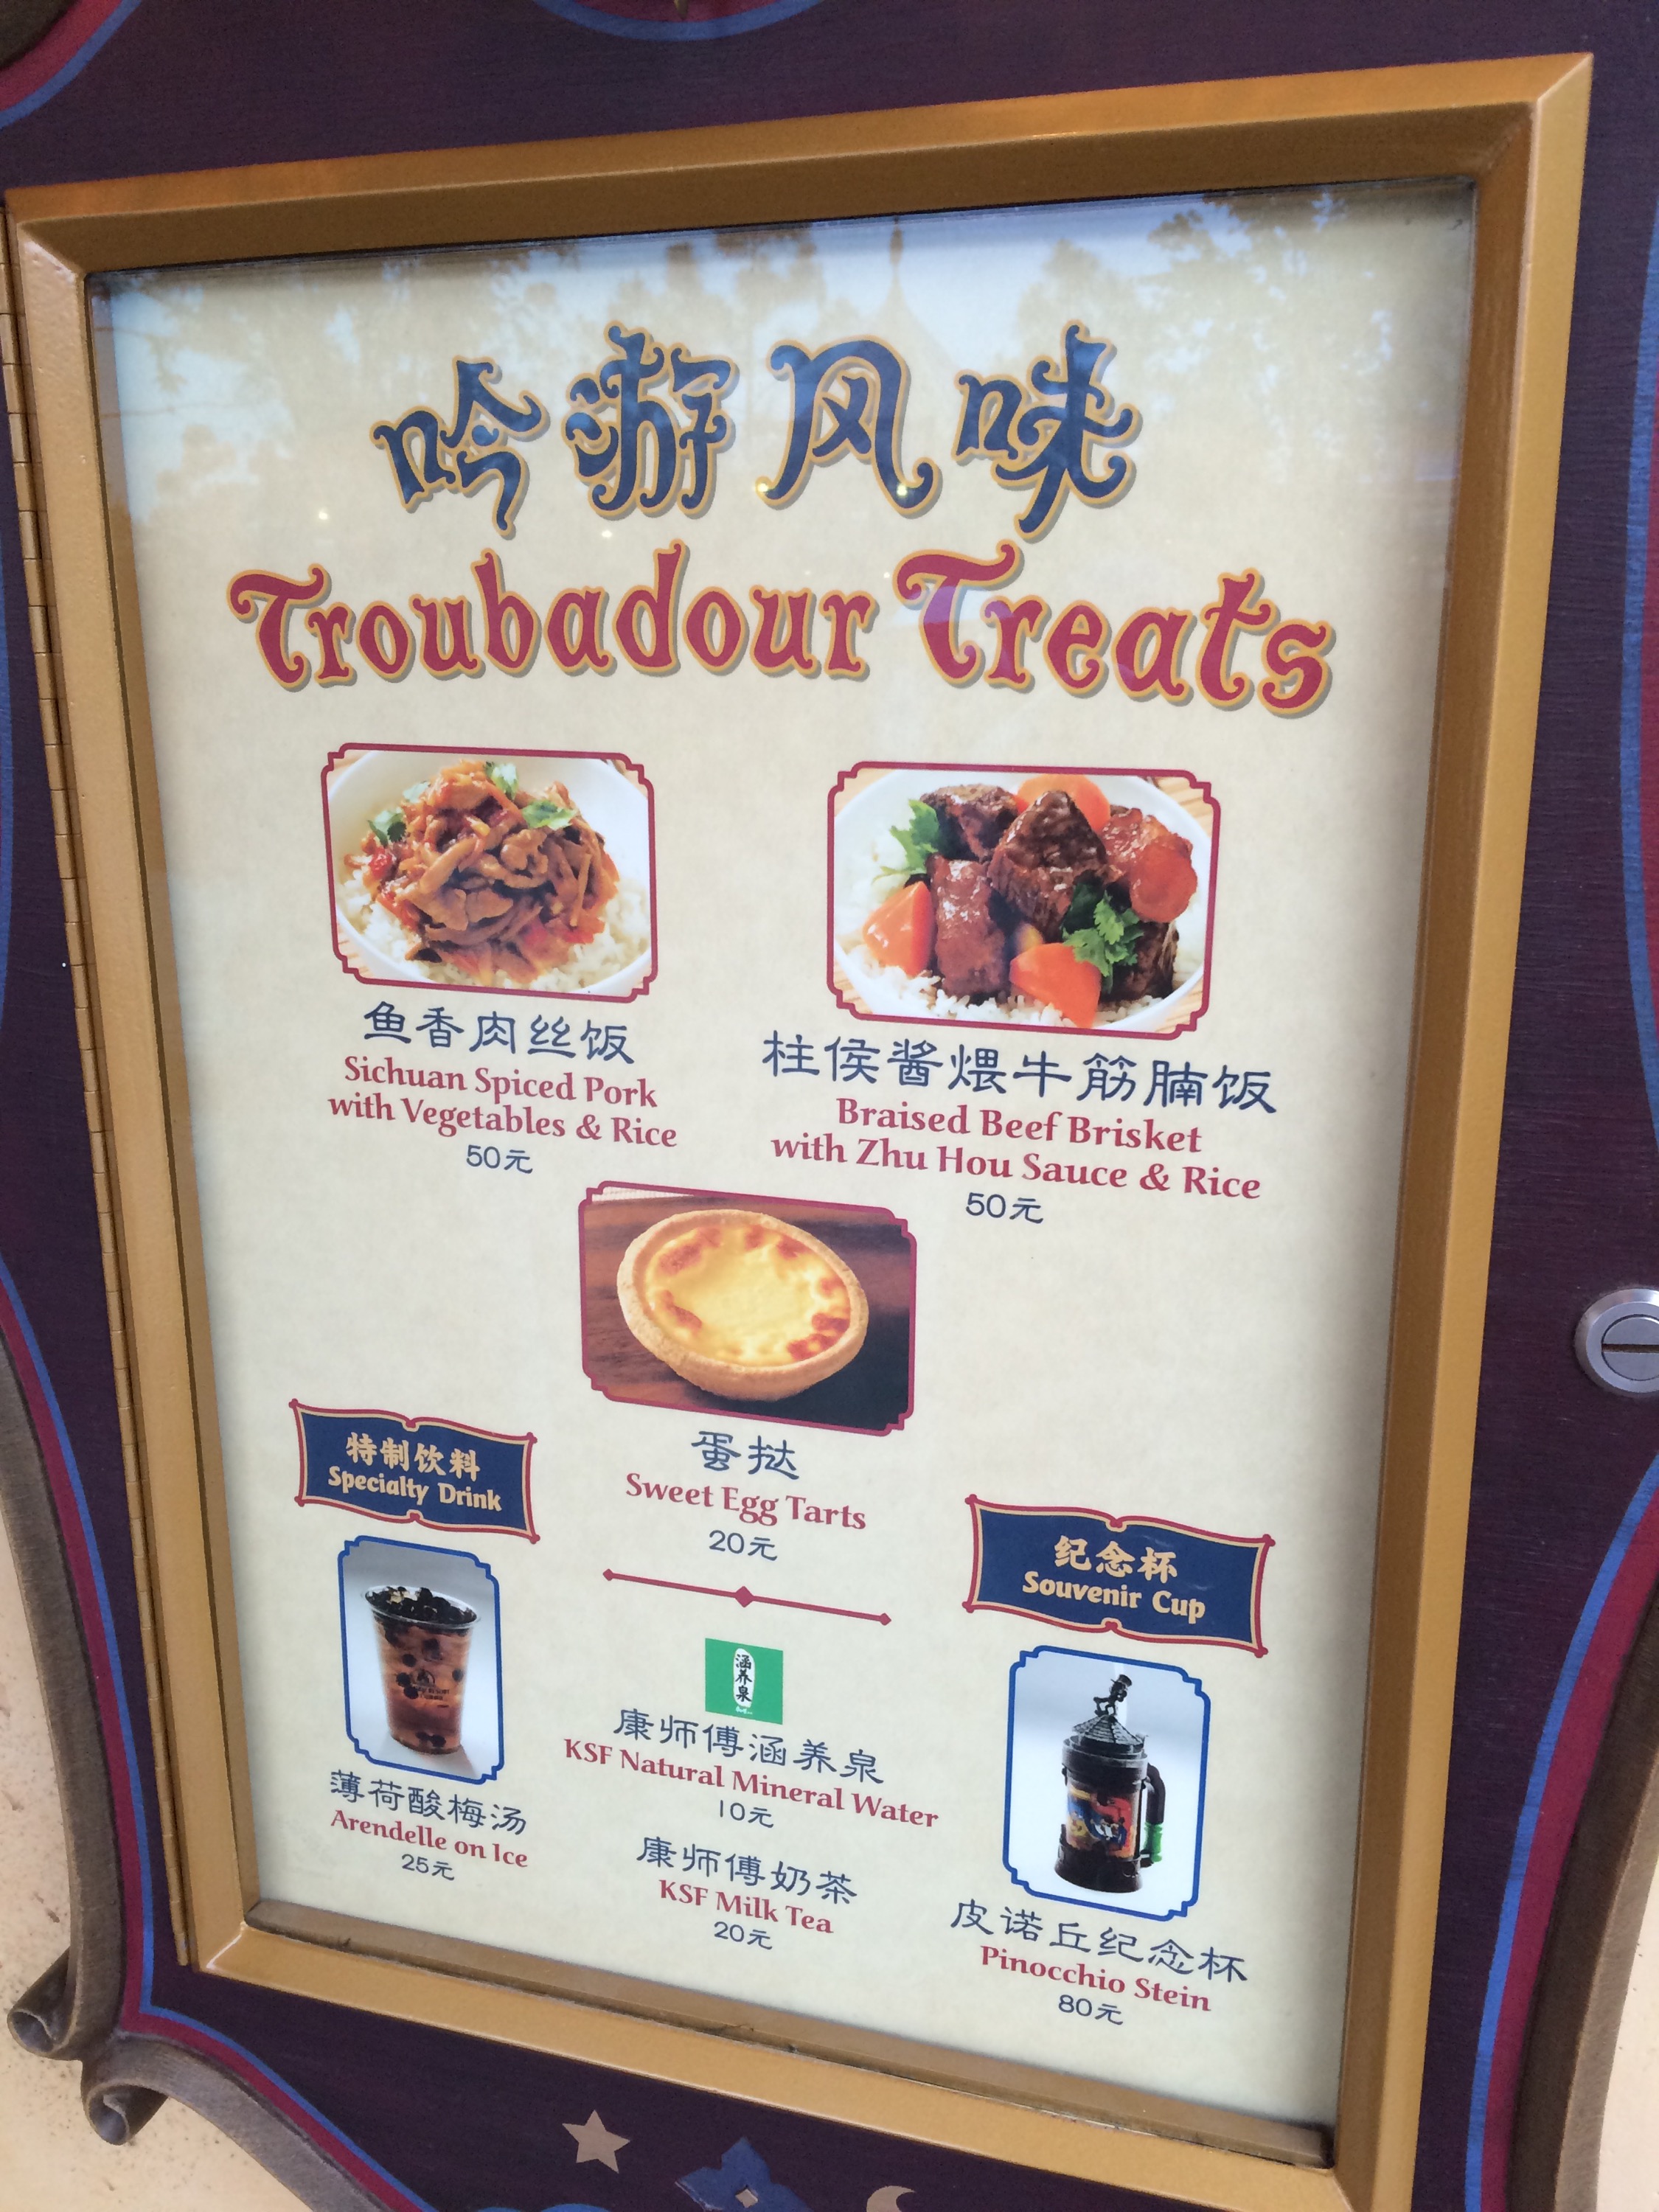 吟游风味
Troubadour Treats
鱼香肉丝饭
Sichuan Spiced Pork
with Vegetables & Rice
50元
柱侯酱煨牛筋腩饭
Braised Beef Brisket
with Zhu Hou Sauce & Rice
50元
蛋挞
Sweet Egg Tarts
20元
特制饮料
Specialty Drink
薄荷酸梅汤
Arendelle on Ice
25元
涵养泉
康师傅涵养泉
KSF Natural Mineral Water
10元
康师傅奶茶
KSF Milk Tea
20元
纪念杯
Souvenir Cup
皮诺丘纪念杯
Pinocchio Stein
80元